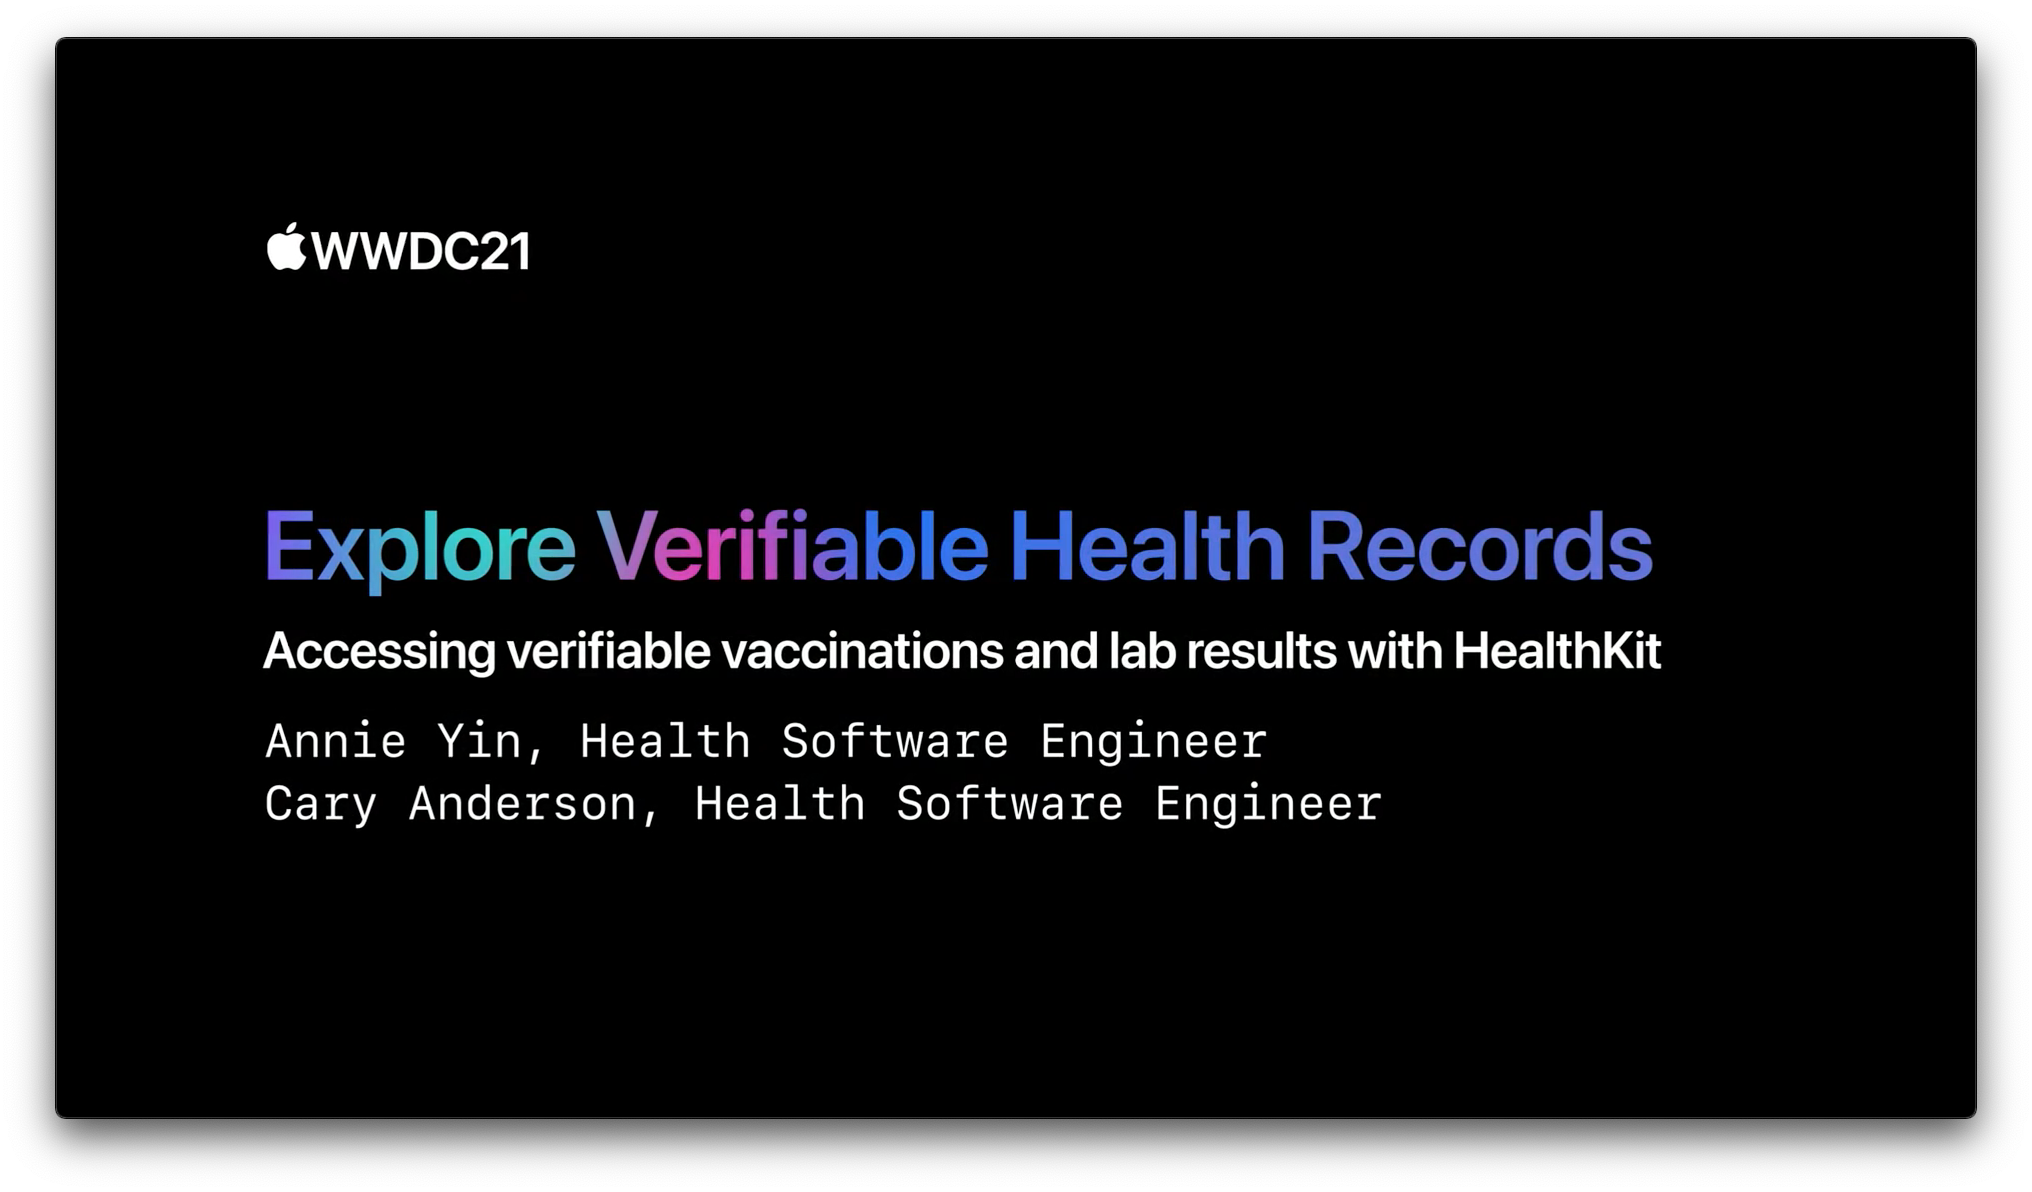 WWDC21
Explore Verifiable Health Records
Accessing verifiable vaccinations and lab results with HealthKit
Annie Yin, Health Software Engineer
Cary Anderson, Health Software Engineer